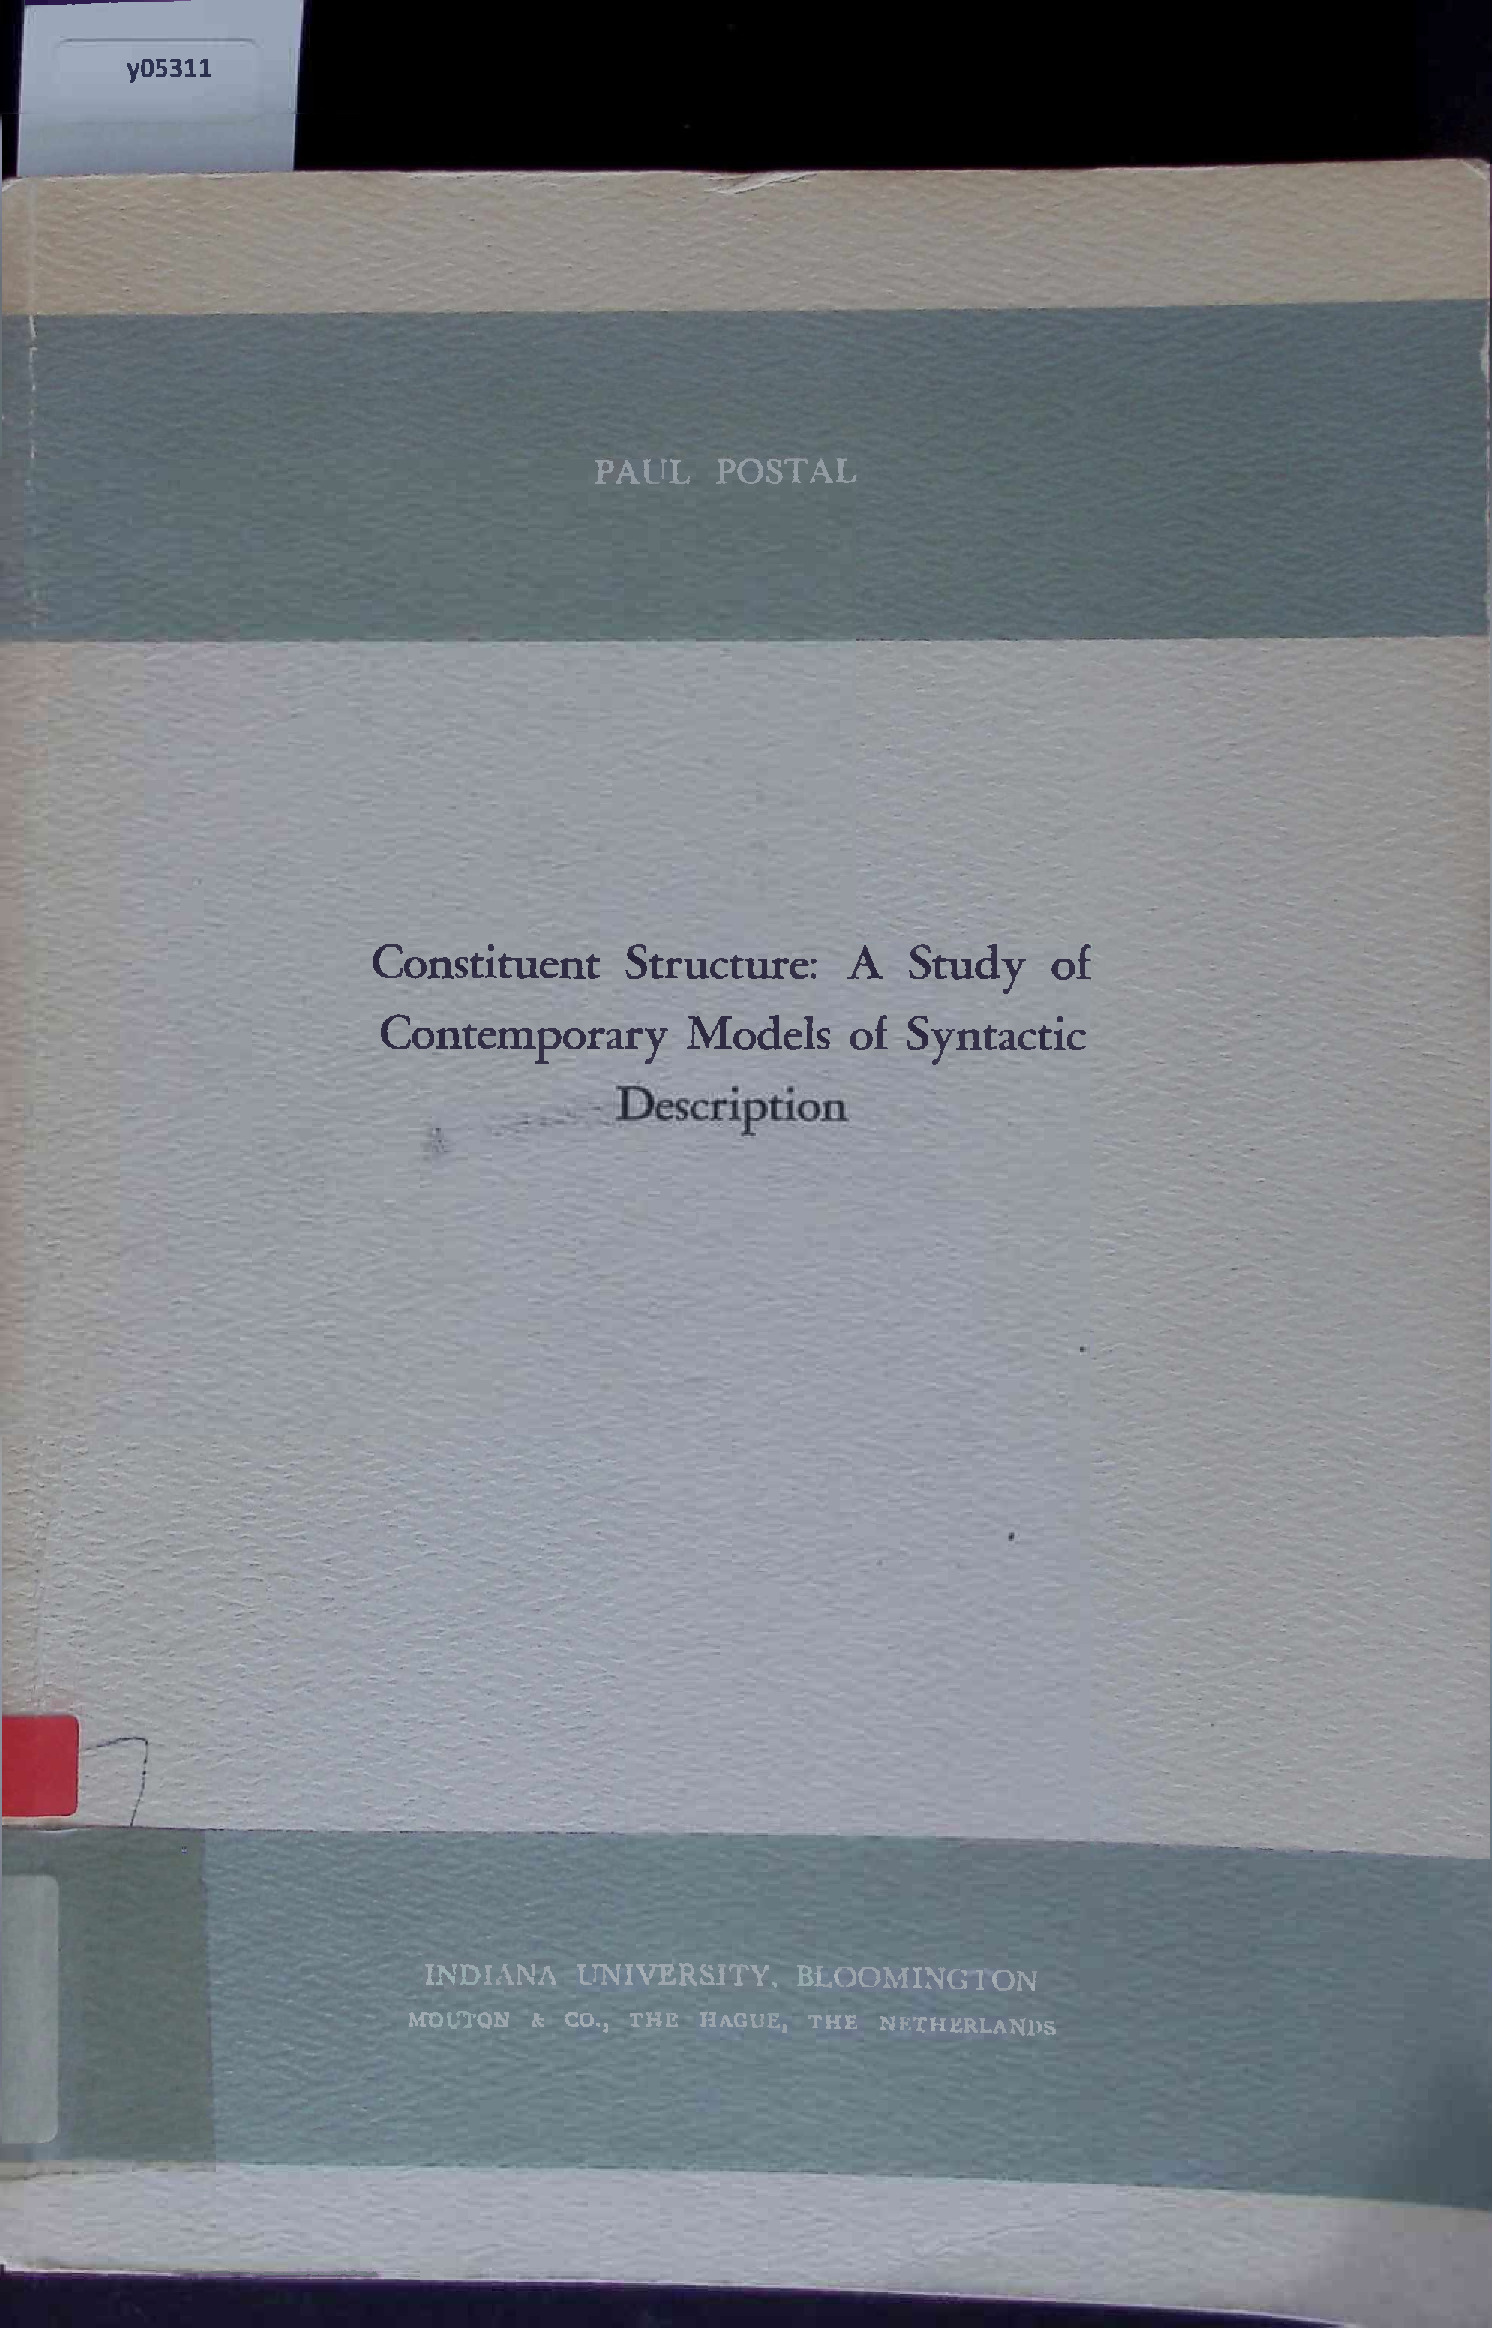 y05311
PAUL POSTAL
Constituent Structure: A Study of
Contemporary Models of Syntactic
Description
INDIANA UNIVERSITY, BLOOMINGTON
MOUTON & CO., THE HAGUE, THE NETHERLANDS